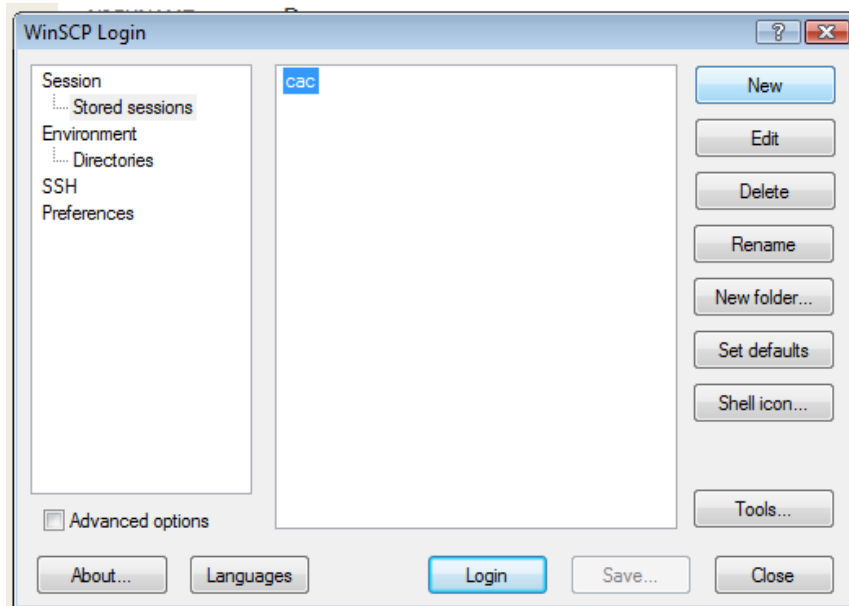 WinSCP Login
Session
Stored sessions
Environment
Directories
SSH
Preferences
Advanced options
cac
New
Edit
Delete
Rename
New folder...
Set defaults
Shell icon...
Tools...
About...
Languages
Login
Save...
Close